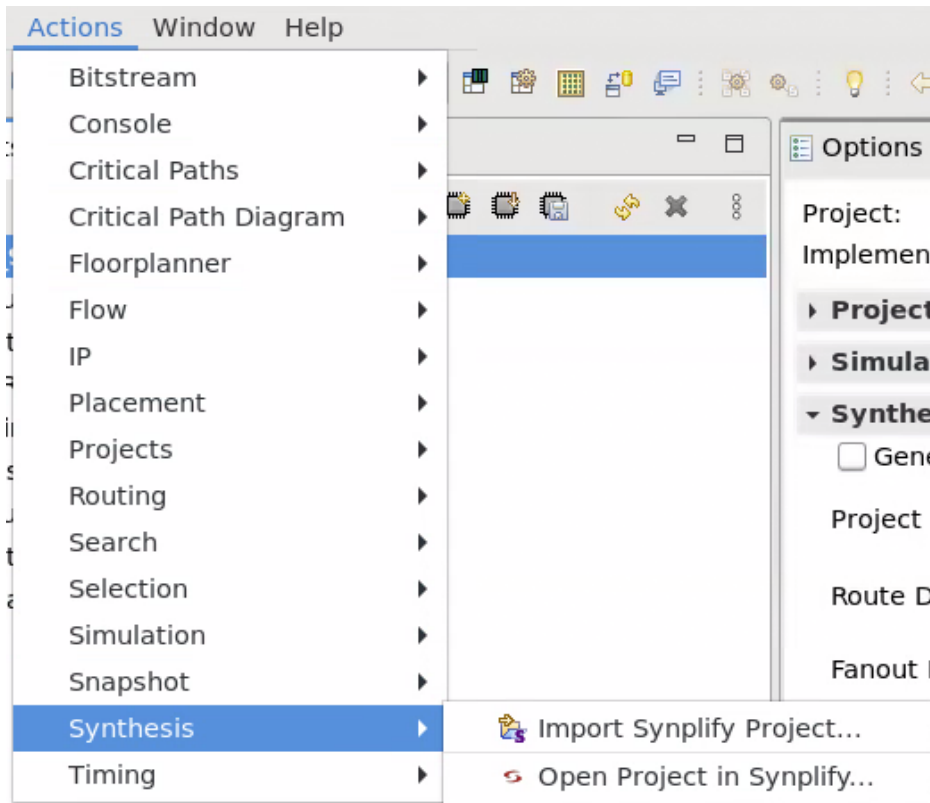 Actions Window Help
Bitstream
Console
Critical Paths
Critical Path Diagram
Floorplanner
Flow
IP
Placement
Projects
Routing
Search
Selection
Simulation
Snapshot
Synthesis
Timing
Import Synplify Project...
Open Project in Synplify...
Options
Project:
Implemen
Project
Simula
Synthe
Gene
Project
Route D
Fanout